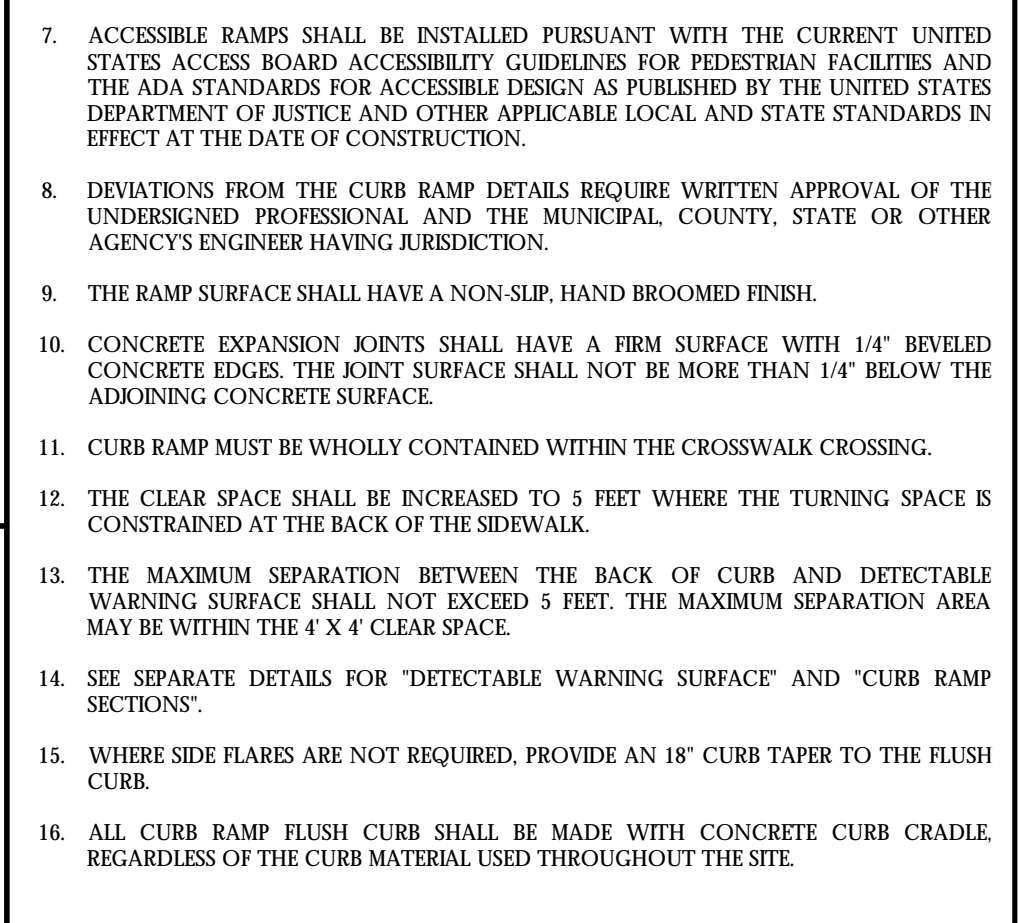 7. ACCESSIBLE RAMPS SHALL BE INSTALLED PURSUANT WITH THE CURRENT UNITED
STATES ACCESS BOARD ACCESSIBILITY GUIDELINES FOR PEDESTRIAN FACILITIES AND
THE ADA STANDARDS FOR ACCESSIBLE DESIGN AS PUBLISHED BY THE UNITED STATES
DEPARTMENT OF JUSTICE AND OTHER APPLICABLE LOCAL AND STATE STANDARDS IN
EFFECT AT THE DATE OF CONSTRUCTION.
8. DEVIATIONS FROM THE CURB RAMP DETAILS REQUIRE WRITTEN APPROVAL OF THE
UNDERSIGNED PROFESSIONAL AND THE MUNICIPAL, COUNTY, STATE OR OTHER
AGENCY'S ENGINEER HAVING JURISDICTION.
9. THE RAMP SURFACE SHALL HAVE A NON-SLIP, HAND BROOMED FINISH.
10. CONCRETE EXPANSION JOINTS SHALL HAVE A FIRM SURFACE WITH 1/4" BEVELED
CONCRETE EDGES. THE JOINT SURFACE SHALL NOT BE MORE THAN 1/4" BELOW THE
ADJOINING CONCRETE SURFACE.
11. CURB RAMP MUST BE WHOLLY CONTAINED WITHIN THE CROSSWALK CROSSING.
12. THE CLEAR SPACE SHALL BE INCREASED TO 5 FEET WHERE THE TURNING SPACE IS
CONSTRAINED AT THE BACK OF THE SIDEWALK.
13. THE MAXIMUM SEPARATION BETWEEN THE BACK OF CURB AND DETECTABLE
WARNING SURFACE SHALL NOT EXCEED 5 FEET. THE MAXIMUM SEPARATION AREA
MAY BE WITHIN THE 4' X 4' CLEAR SPACE.
14. SEE SEPARATE DETAILS FOR "DETECTABLE WARNING SURFACE" AND "CURB RAMP
SECTIONS".
15. WHERE SIDE FLARES ARE NOT REQUIRED, PROVIDE AN 18" CURB TAPER TO THE FLUSH
CURB.
16. ALL CURB RAMP FLUSH CURB SHALL BE MADE WITH CONCRETE CURB CRADLE,
REGARDLESS OF THE CURB MATERIAL USED THROUGHOUT THE SITE.